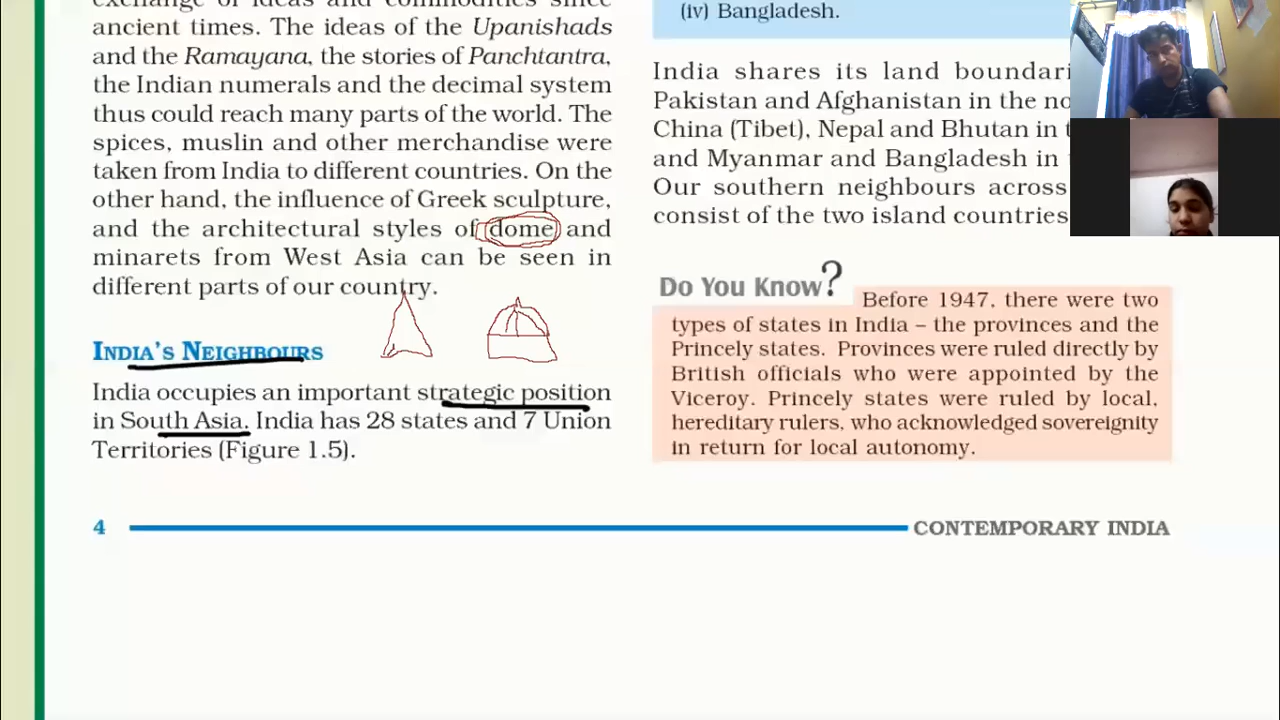 exchange of ideas and commodities since
ancient times. The ideas of the Upanishads
and the Ramayana, the stories of Panchtantra,
the Indian numerals and the decimal system
thus could reach many parts of the world. The
spices, muslin and other merchandise were
taken from India to different countries. On the
other hand, the influence of Greek sculpture,
and the architectural styles of dome and
minarets from West Asia can be seen in
different parts of our country.
INDIA'S NEIGHBOURS
India occupies an important strategic position
in South Asia. India has 28 states and 7 Union
Territories (Figure 1.5).
(iv) Bangladesh.
India shares its land boundari
Pakistan and Afghanistan in the no
China (Tibet), Nepal and Bhutan in
and Myanmar and Bangladesh in
Our southern neighbours across
consist of the two island countries
Do You Know?
Before 1947, there were two
types of states in India – the provinces and the
Princely states. Provinces were ruled directly by
British officials who were appointed by the
Viceroy. Princely states were ruled by local,
hereditary rulers, who acknowledged sovereignity
in return for local autonomy.
4
CONTEMPORARY INDIA